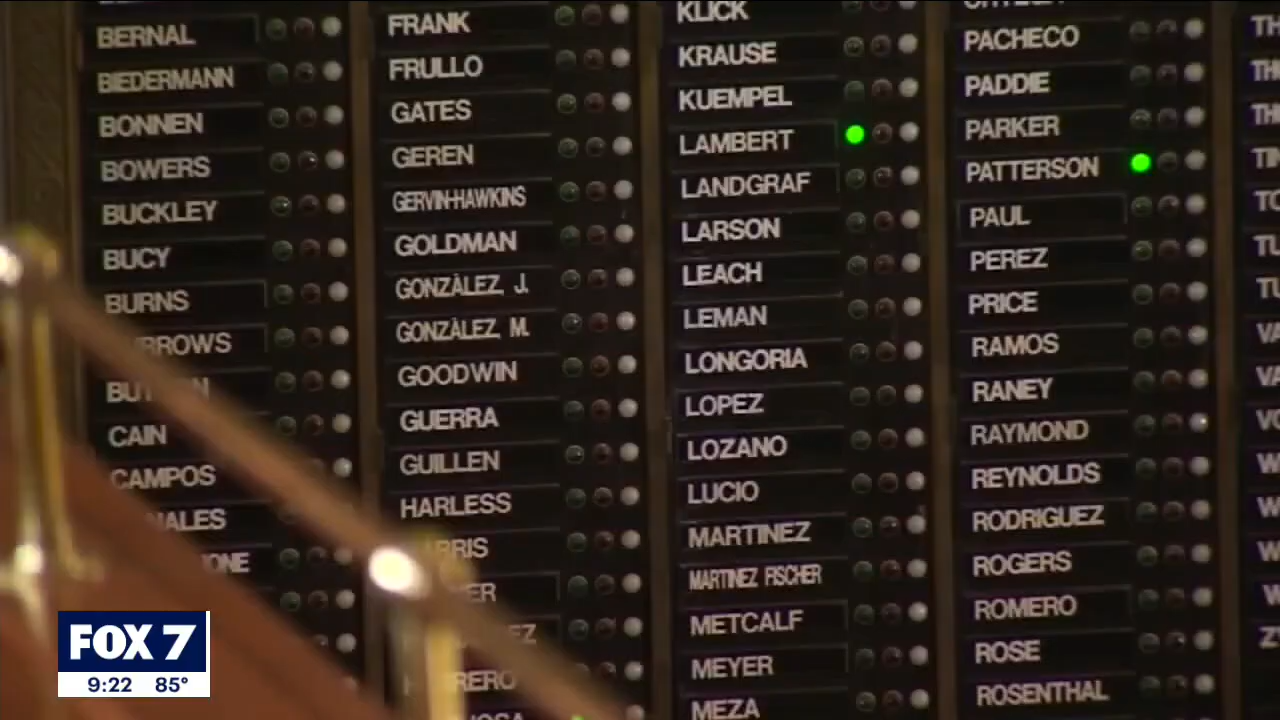 BERNAL
BIEDERMANN
BONNEN
BOWERS
BUCKLEY
BUCY
BURNS
CAIN
CAMPOS
FRANK
FRULLO
GATES
GEREN
GERVIN-HAWKINS
GOLDMAN
GONZÀLEZ, J.
GONZÀLEZ, M.
GOODWIN
GUERRA
GUILLEN
HARLESS
KLICK
KRAUSE
KUEMPEL
LAMBERT
LANDGRAF
LARSON
LEACH
LEMAN
LONGORIA
LOPEZ
LOZANO
LUCIO
MARTINEZ
MARTINEZ FISCHER
METCALF
MEYER
MEZA
PACHECO
PADDIE
PARKER
PATTERSON
PAUL
PEREZ
PRICE
RAMOS
RANEY
RAYMOND
REYNOLDS
RODRIGUEZ
ROGERS
ROMERO
ROSE
ROSENTHAL
FOX 7
9:22 85°